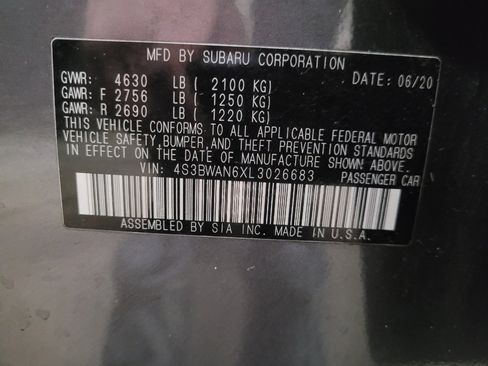 MFD BY SUBARU CORPORATION
GVWR: 4630 LB ( 2100 KG) DATE: 06/20
GAWR: F 2756 LB ( 1250 KG)
GAWR: R 2690 LB ( 1220 KG)
THIS VEHICLE CONFORMS TO ALL APPLICABLE FEDERAL MOTOR
VEHICLE SAFETY, BUMPER, AND THEFT PREVENTION STANDARDS
IN EFFECT ON THE DATE OF MANUFACTURE SHOWN ABOVE.
VIN: 4S3BWAN6XL3026683 PASSENGER CAR
ASSEMBLED BY SIA INC. MADE IN U.S.A.